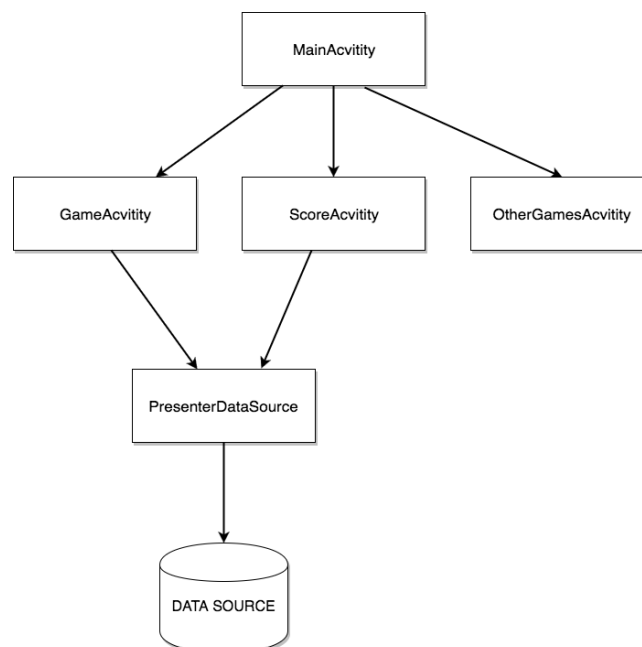 MainAcvitity
GameAcvitity
ScoreAcvitity
OtherGamesAcvitity
PresenterDataSource
DATA SOURCE